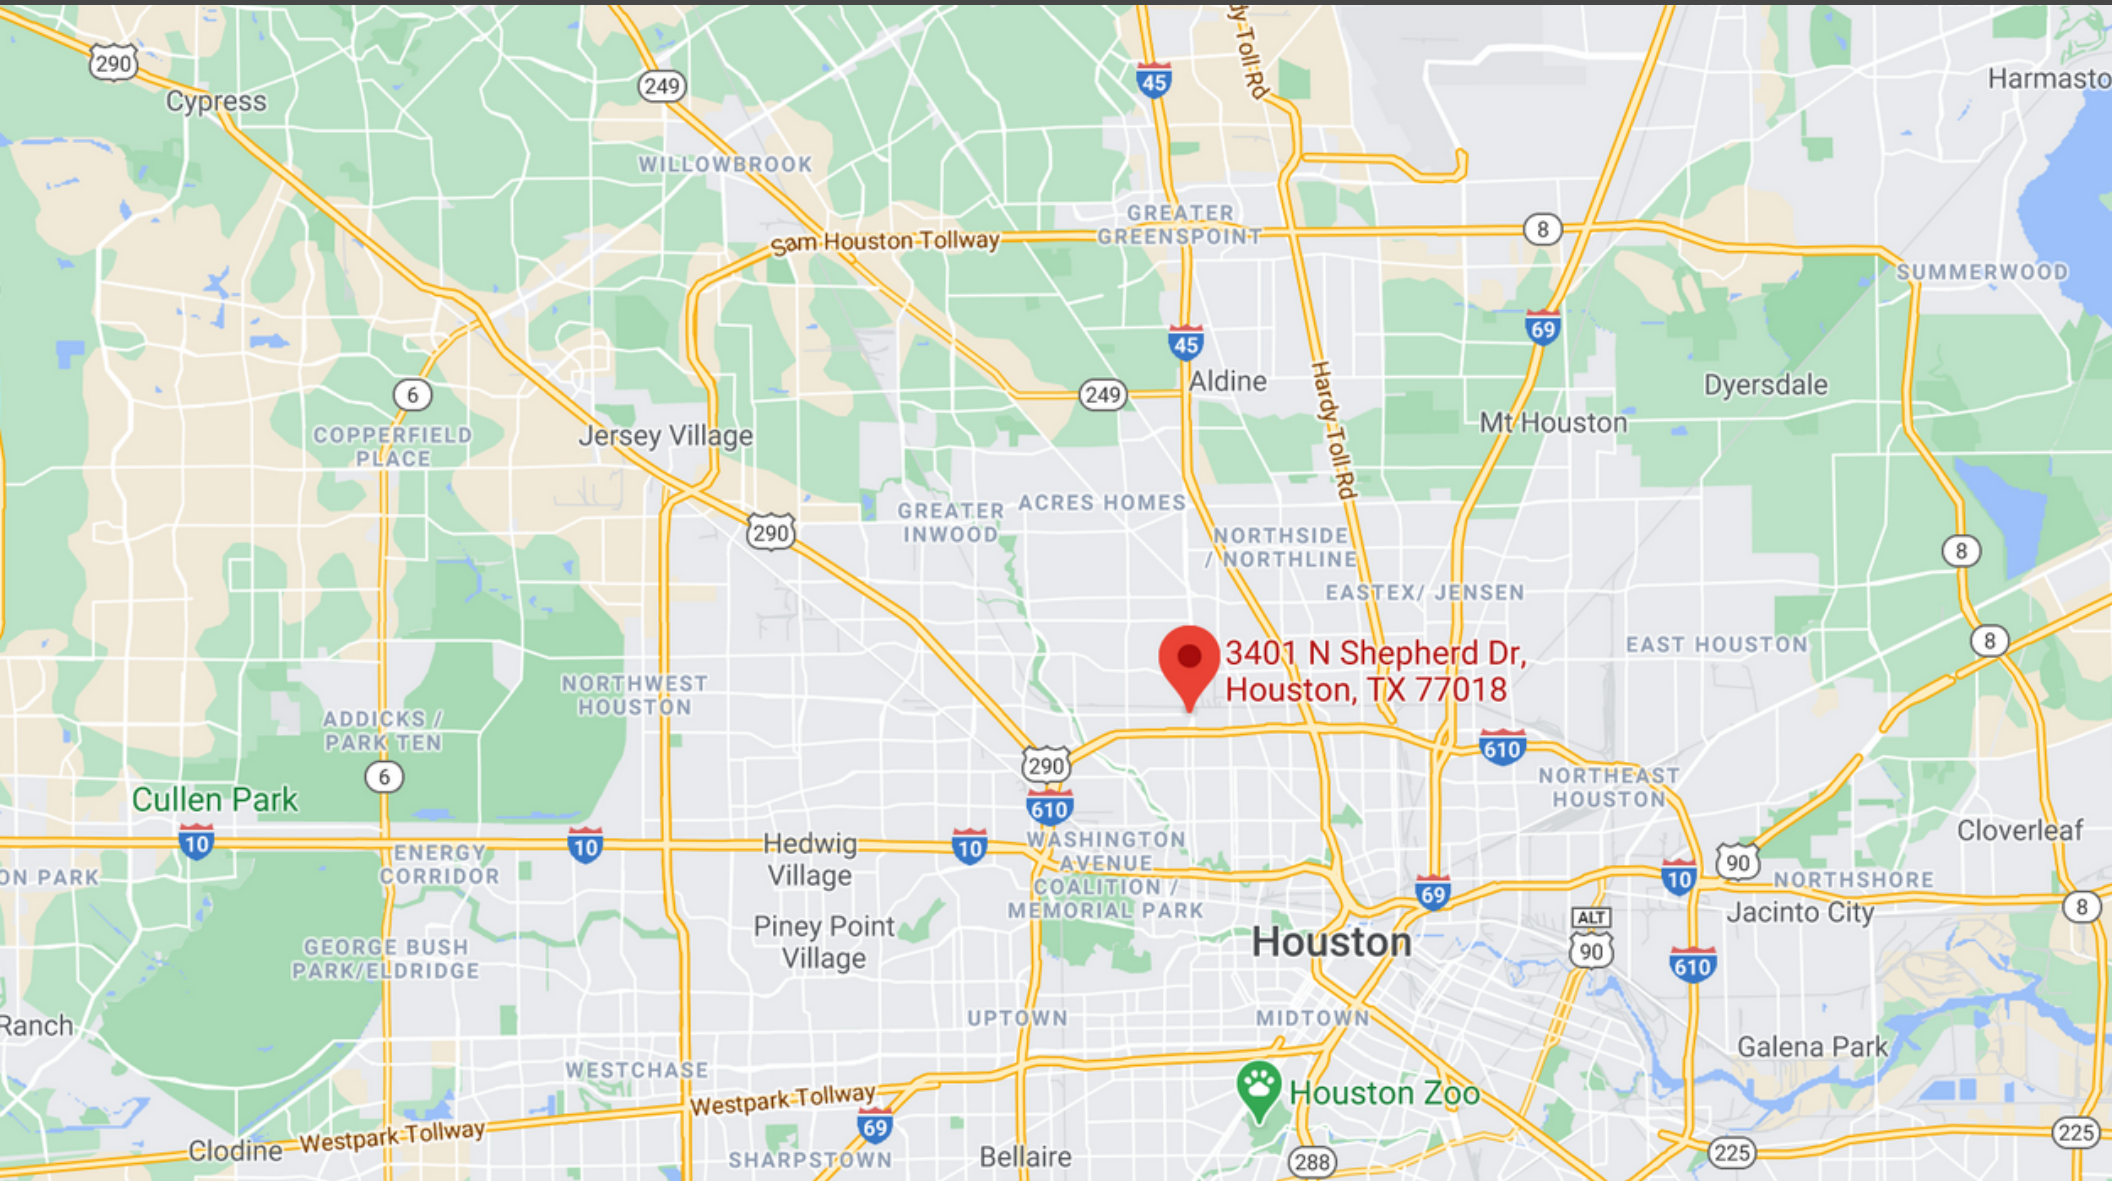 290
Cypress
249
45
dy Toll Rd
Harmasto
WILLOWBROOK
GREATER
GREENSPOINT
Sam Houston Tollway
8
SUMMERWOOD
69
45
Aldine
249
6
Hardy Toll Rd
Dyersdale
Mt Houston
COPPERFIELD
PLACE
Jersey Village
290
GREATER
INWOOD
ACRES HOMES
NORTHSIDE
/ NORTHLINE
8
EASTEX/ JENSEN
EAST HOUSTON
8
3401 N Shepherd Dr,
Houston, TX 77018
NORTHWEST
HOUSTON
ADDICKS /
PARK TEN
6
290
610
610
NORTHEAST
HOUSTON
Cullen Park
10
10
10
Hedwig
Village
WASHINGTON
AVENUE
COALITION /
MEMORIAL PARK
ENERGY
CORRIDOR
ON PARK
90
Cloverleaf
69
10
NORTHSHORE
Jacinto City
8
ALT
90
Piney Point
Village
Houston
GEORGE BUSH
PARK/ELDRIDGE
610
Ranch
UPTOWN
MIDTOWN
Galena Park
WESTCHASE
Westpark Tollway
Houston Zoo
69
Westpark Tollway
Clodine
SHARPSTOWN
Bellaire
288
225
225